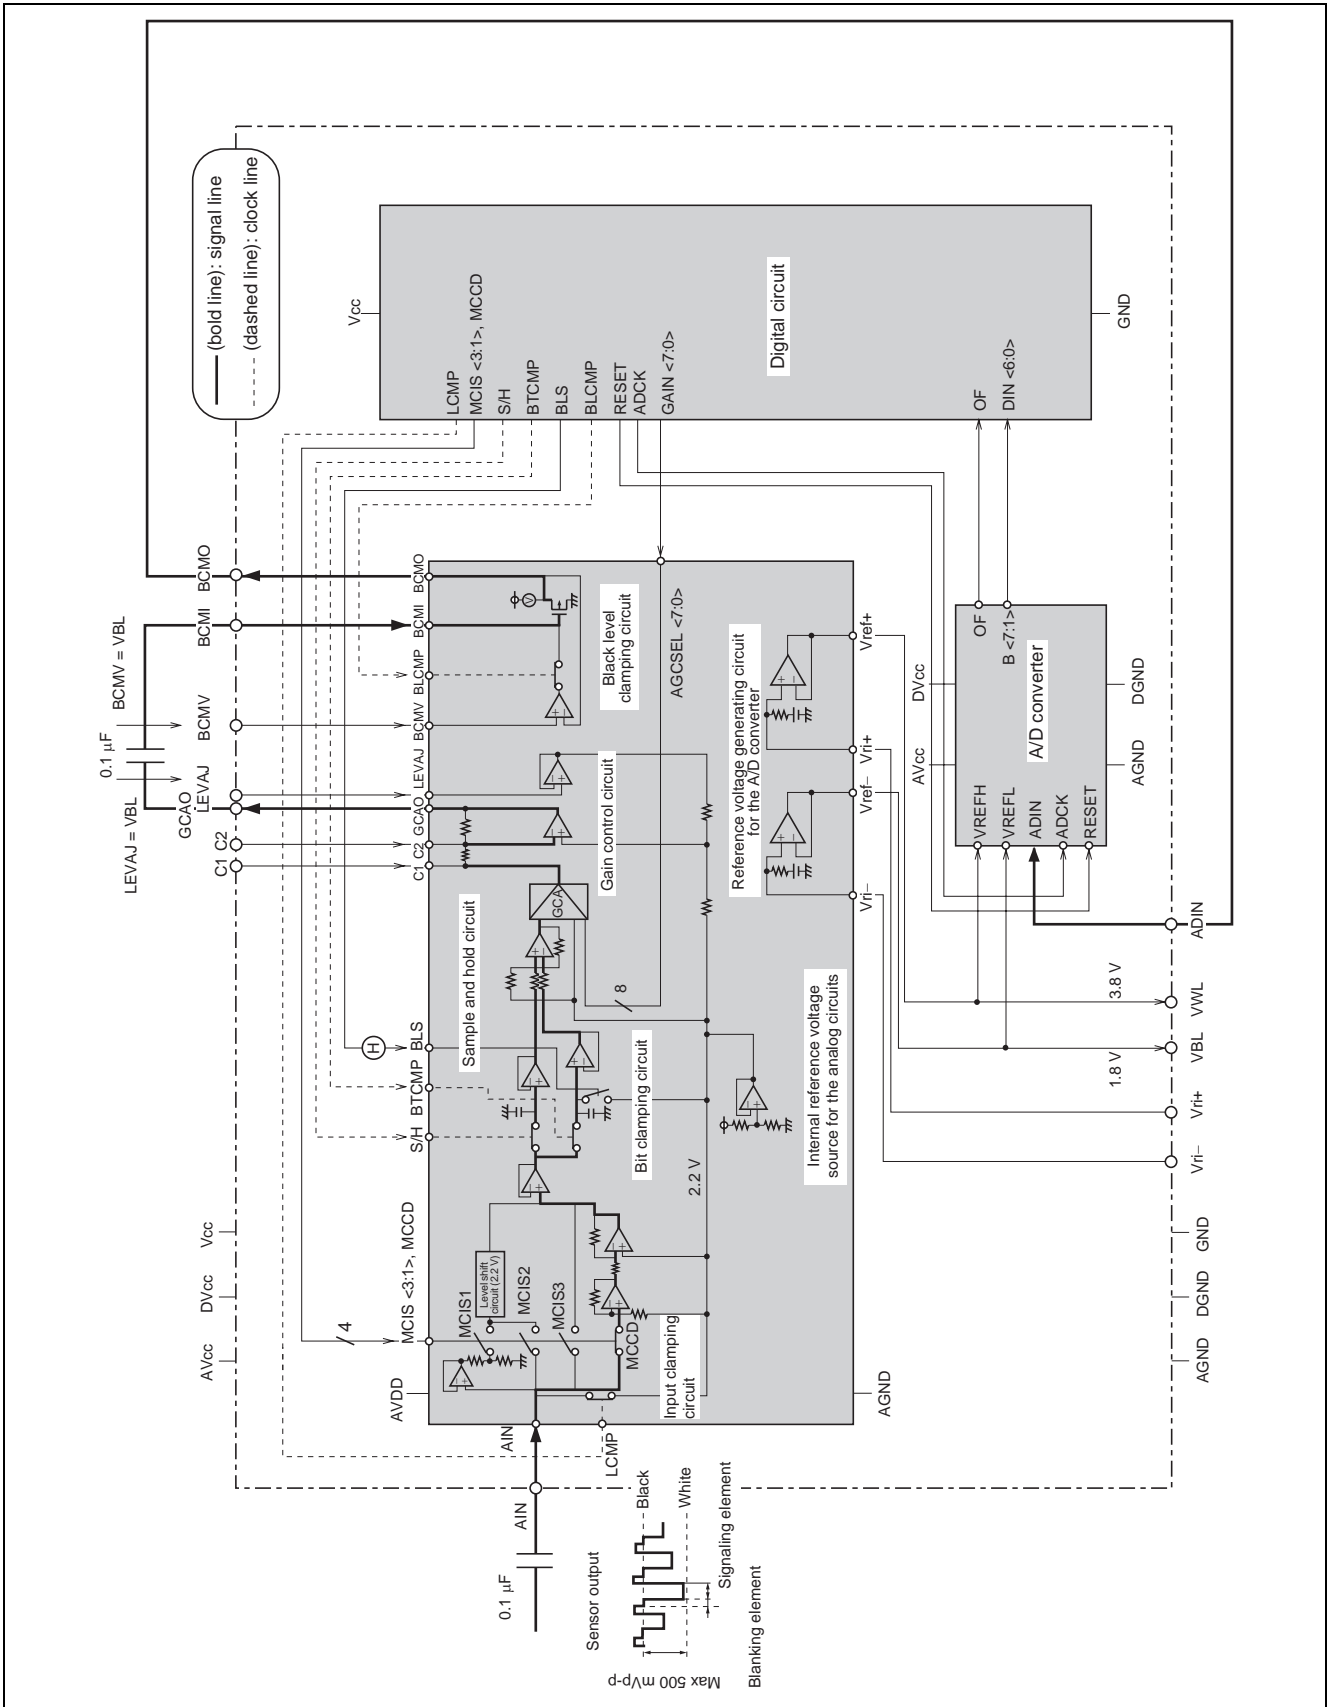 (bold line): signal line
(dashed line): clock line
0.1 μF
LEVAJ = VBL
BCMV = VBL
C1
C2
GCAO
LEVAJ
BCMV
BCMI
BCMO
Vcc
LCMP
MCIS <3:1>, MCCD
S/H
BTCMP
BLS
BLCMP
RESET
ADCK
GAIN <7:0>
Digital circuit
OF
DIN <6:0>
GND
AVcc
DVcc
Vcc
MCIS <3:1>, MCCD
4
S/H
BTCMP
BLS
H
C1
C2
GCAO
LEVAJ
BCMV
BLCMP
BCMI
BCMO
AVDD
AIN
LCMP
MCIS1
Level shift
circuit (2.2 V)
MCIS2
MCIS3
MCCD
Input clamping
circuit
Sample and hold circuit
Bit clamping circuit
GCA
8
Gain control circuit
V
Black level
clamping circuit
AGCSEL <7:0>
2.2 V
Internal reference voltage
source for the analog circuits
Reference voltage generating circuit
for the A/D converter
AGND
Vri−
Vref−
Vri+
Vref+
AVcc
DVcc
VREFH
VREFL
ADIN
ADCK
RESET
OF
B <7:1>
A/D converter
AGND
DGND
AIN
0.1 μF
Sensor output
Black
White
Max 500 mVp-p
Signaling element
Blanking element
AGND
DGND
GND
Vri−
Vri+
1.8 V
VBL
3.8 V
VWL
ADIN